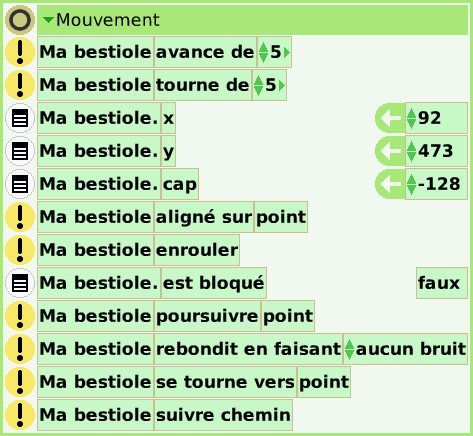 Mouvement
! Ma bestiole avance de 5
! Ma bestiole tourne de 5
Ma bestiole. x 92
Ma bestiole. y 473
Ma bestiole. cap -128
! Ma bestiole aligné sur point
! Ma bestiole enrouler
Ma bestiole. est bloqué faux
! Ma bestiole poursuivre point
! Ma bestiole rebondit en faisant aucun bruit
! Ma bestiole se tourne vers point
! Ma bestiole suivre chemin